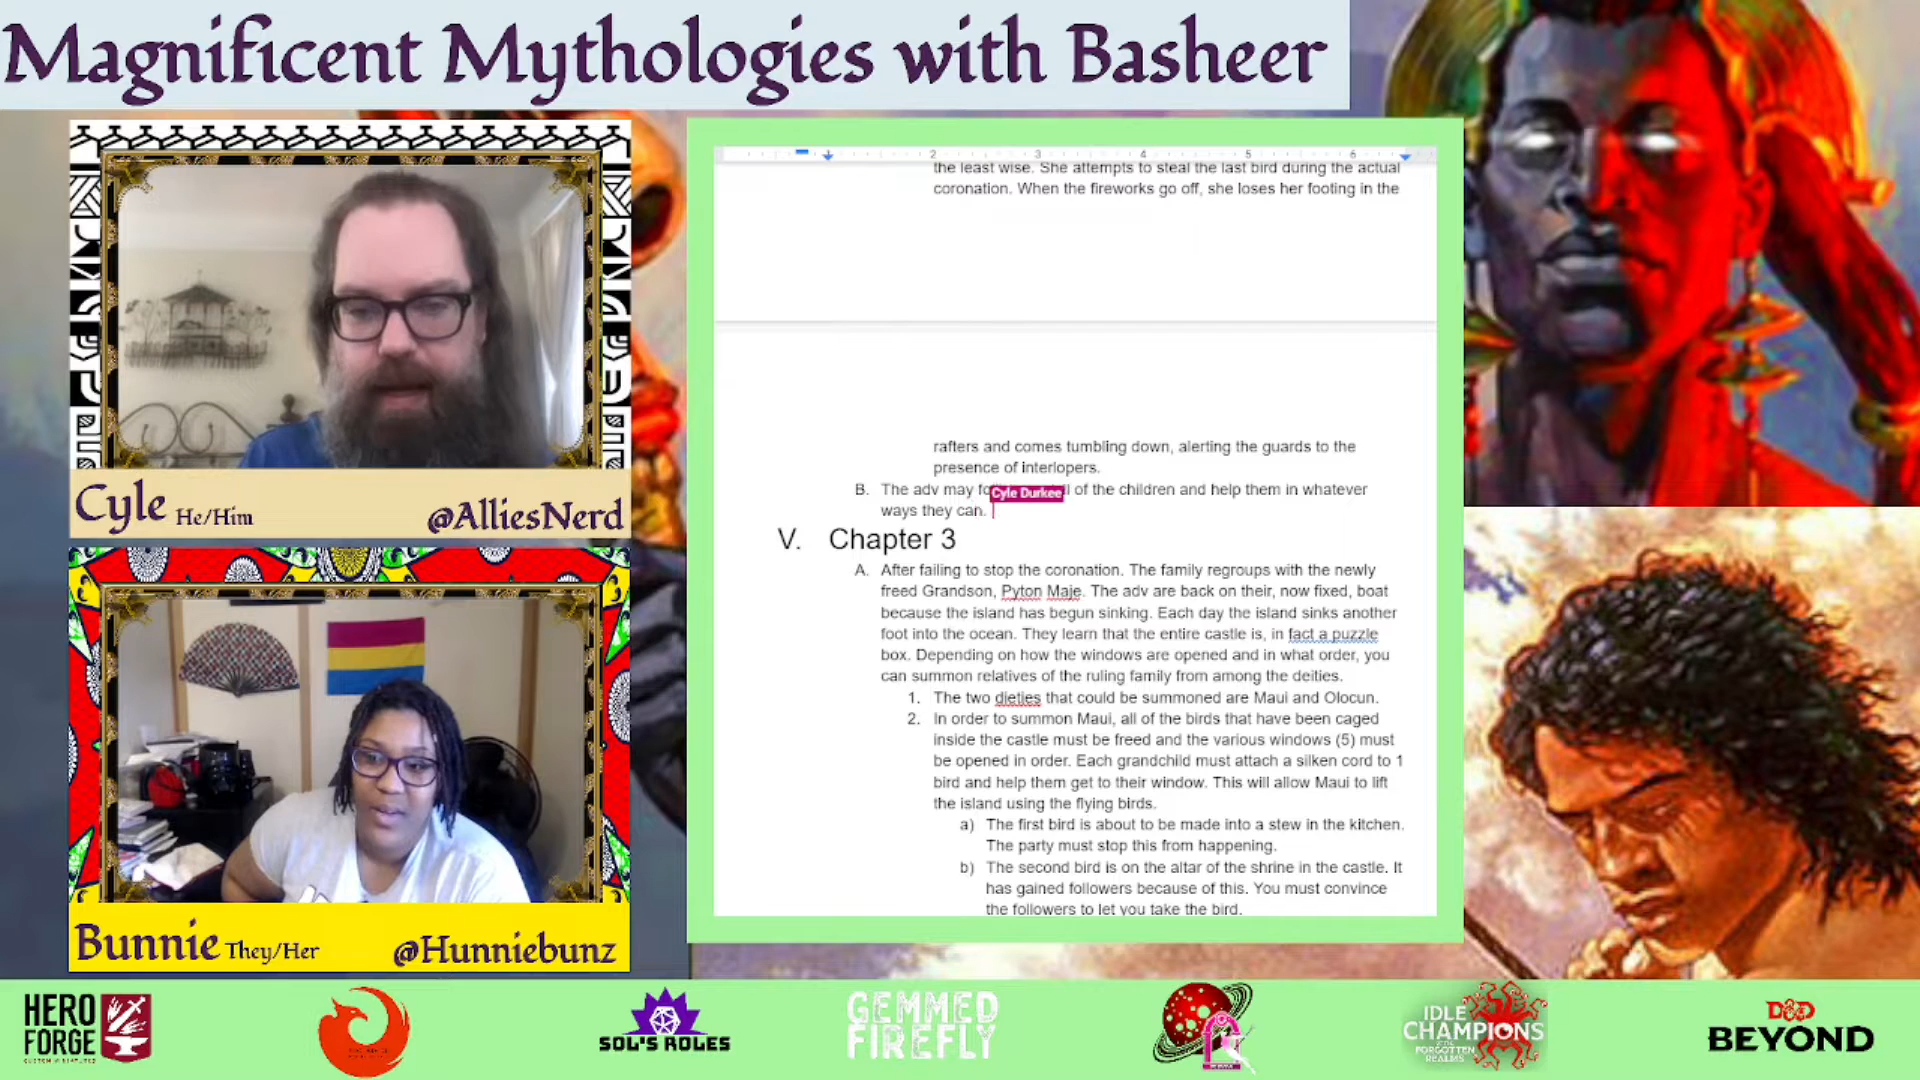 Magnificent Mythologies with Basheer
Cyle He/Him @AlliesNerd
Bunnie They/Her @Hunniebunz
2 3 4 5 6
the least wise. She attempts to steal the last bird during the actual
coronation. When the fireworks go off, she loses her footing in the
rafters and comes tumbling down, alerting the guards to the
presence of interlopers.
B. The adv may of the children and help them in whatever
Cyle Durkee
ways they can.
V. Chapter 3
A. After failing to stop the coronation. The family regroups with the newly
freed Grandson, Pyton Maje. The adv are back on their, now fixed, boat
because the island has begun sinking. Each day the island sinks another
foot into the ocean. They learn that the entire castle is, in fact a puzzle
box. Depending on how the windows are opened and in what order, you
can summon relatives of the ruling family from among the deities.
1. The two dieties that could be summoned are Maui and Olocun.
2. In order to summon Maui, all of the birds that have been caged
inside the castle must be freed and the various windows (5) must
be opened in order. Each grandchild must attach a silken cord to 1
bird and help them get to their window. This will allow Maui to lift
the island using the flying birds.
a) The first bird is about to be made into a stew in the kitchen.
The party must stop this from happening.
b) The second bird is on the altar of the shrine in the castle. It
has gained followers because of this. You must convince
the followers to let you take the bird.
HERO
FORGE
SOL'S ROLES
GEMMED
FIREFLY
IDLE
CHAMPIONS
FORGOTTEN
REALMS
D&D
BEYOND